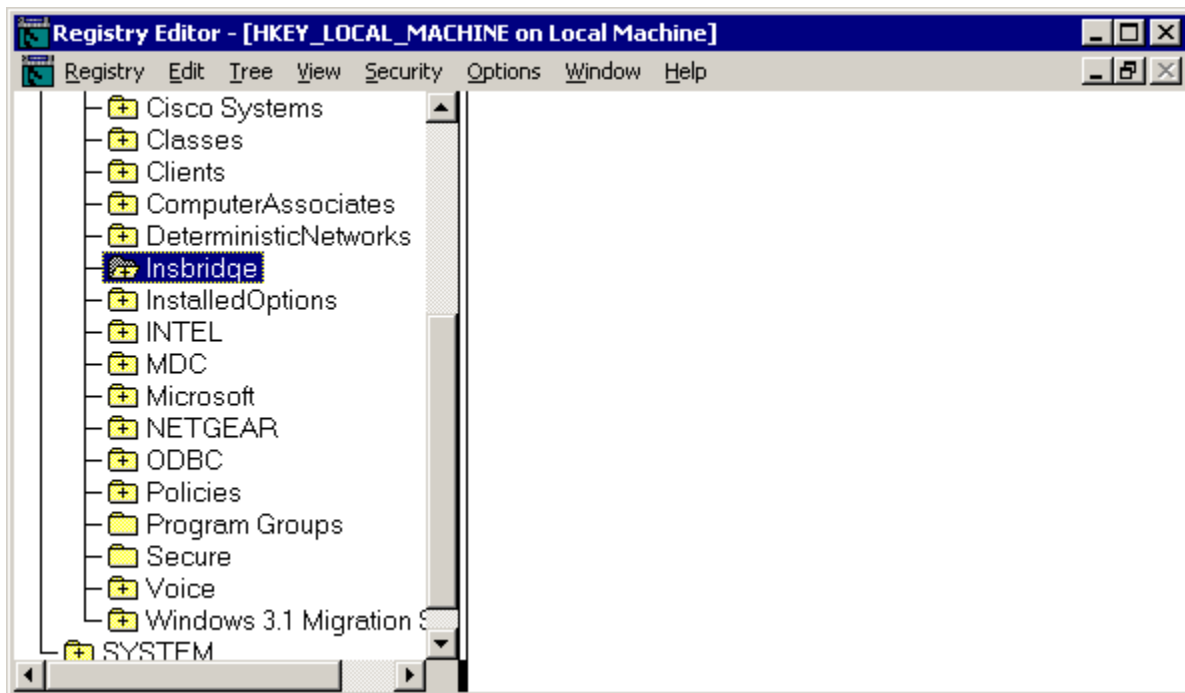 Registry Editor - [HKEY_LOCAL_MACHINE on Local Machine]
Registry Edit Tree View Security Options Window Help
Cisco Systems
Classes
Clients
ComputerAssociates
DeterministicNetworks
Insbridge
InstalledOptions
INTEL
MDC
Microsoft
NETGEAR
ODBC
Policies
Program Groups
Secure
Voice
Windows 3.1 Migration S
SYSTEM